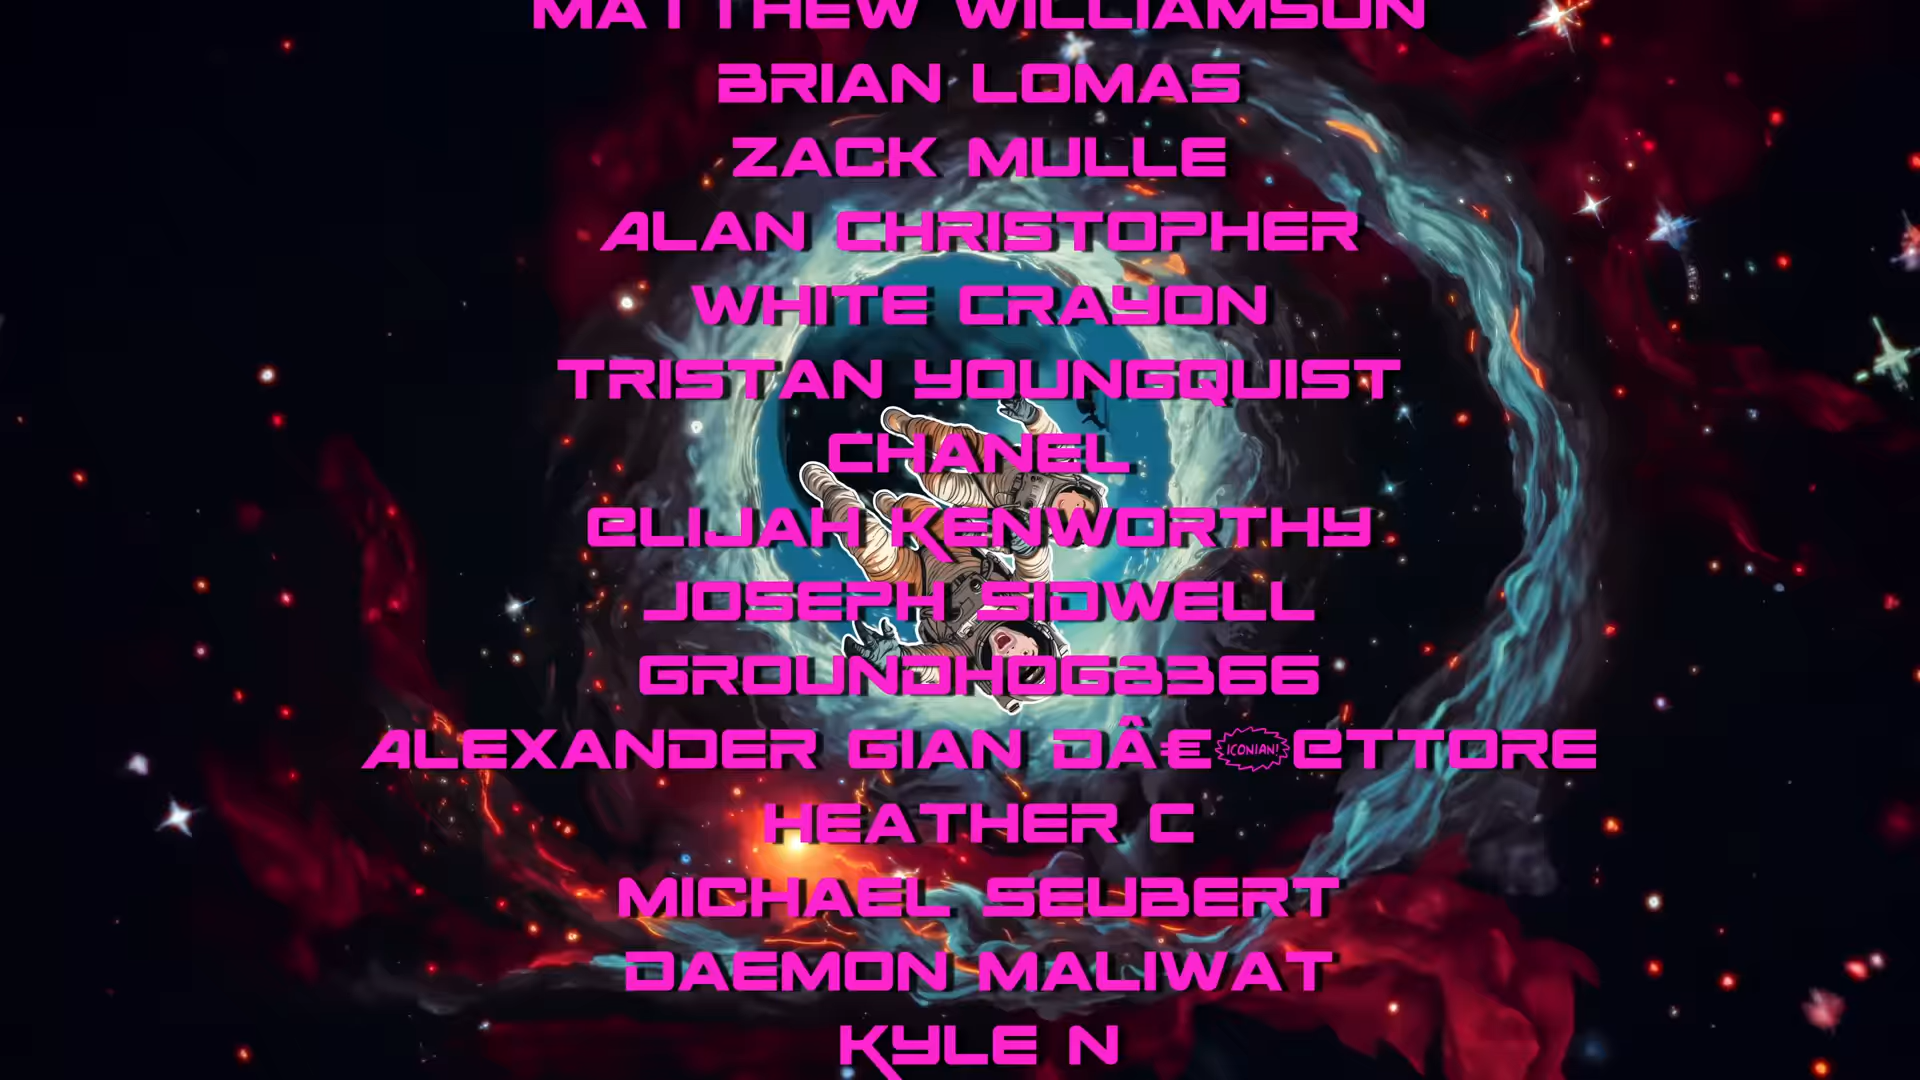 MATTHEW WILLIAMSON
BRIAN LOMAS
ZACK MULLE
ALAN CHRISTOPHER
WHITE CRAYON
TRISTAN YOUNGQUIST
CHANEL
ELIJAH KENWORTHY
JOSEPH SIDWELL
GROUNDHOG8366
ALEXANDER GIAN DÂ€ICONIAN!ETTORE
HEATHER C
MICHAEL SEUBERT
DAEMON MALIWAT
KYLE N